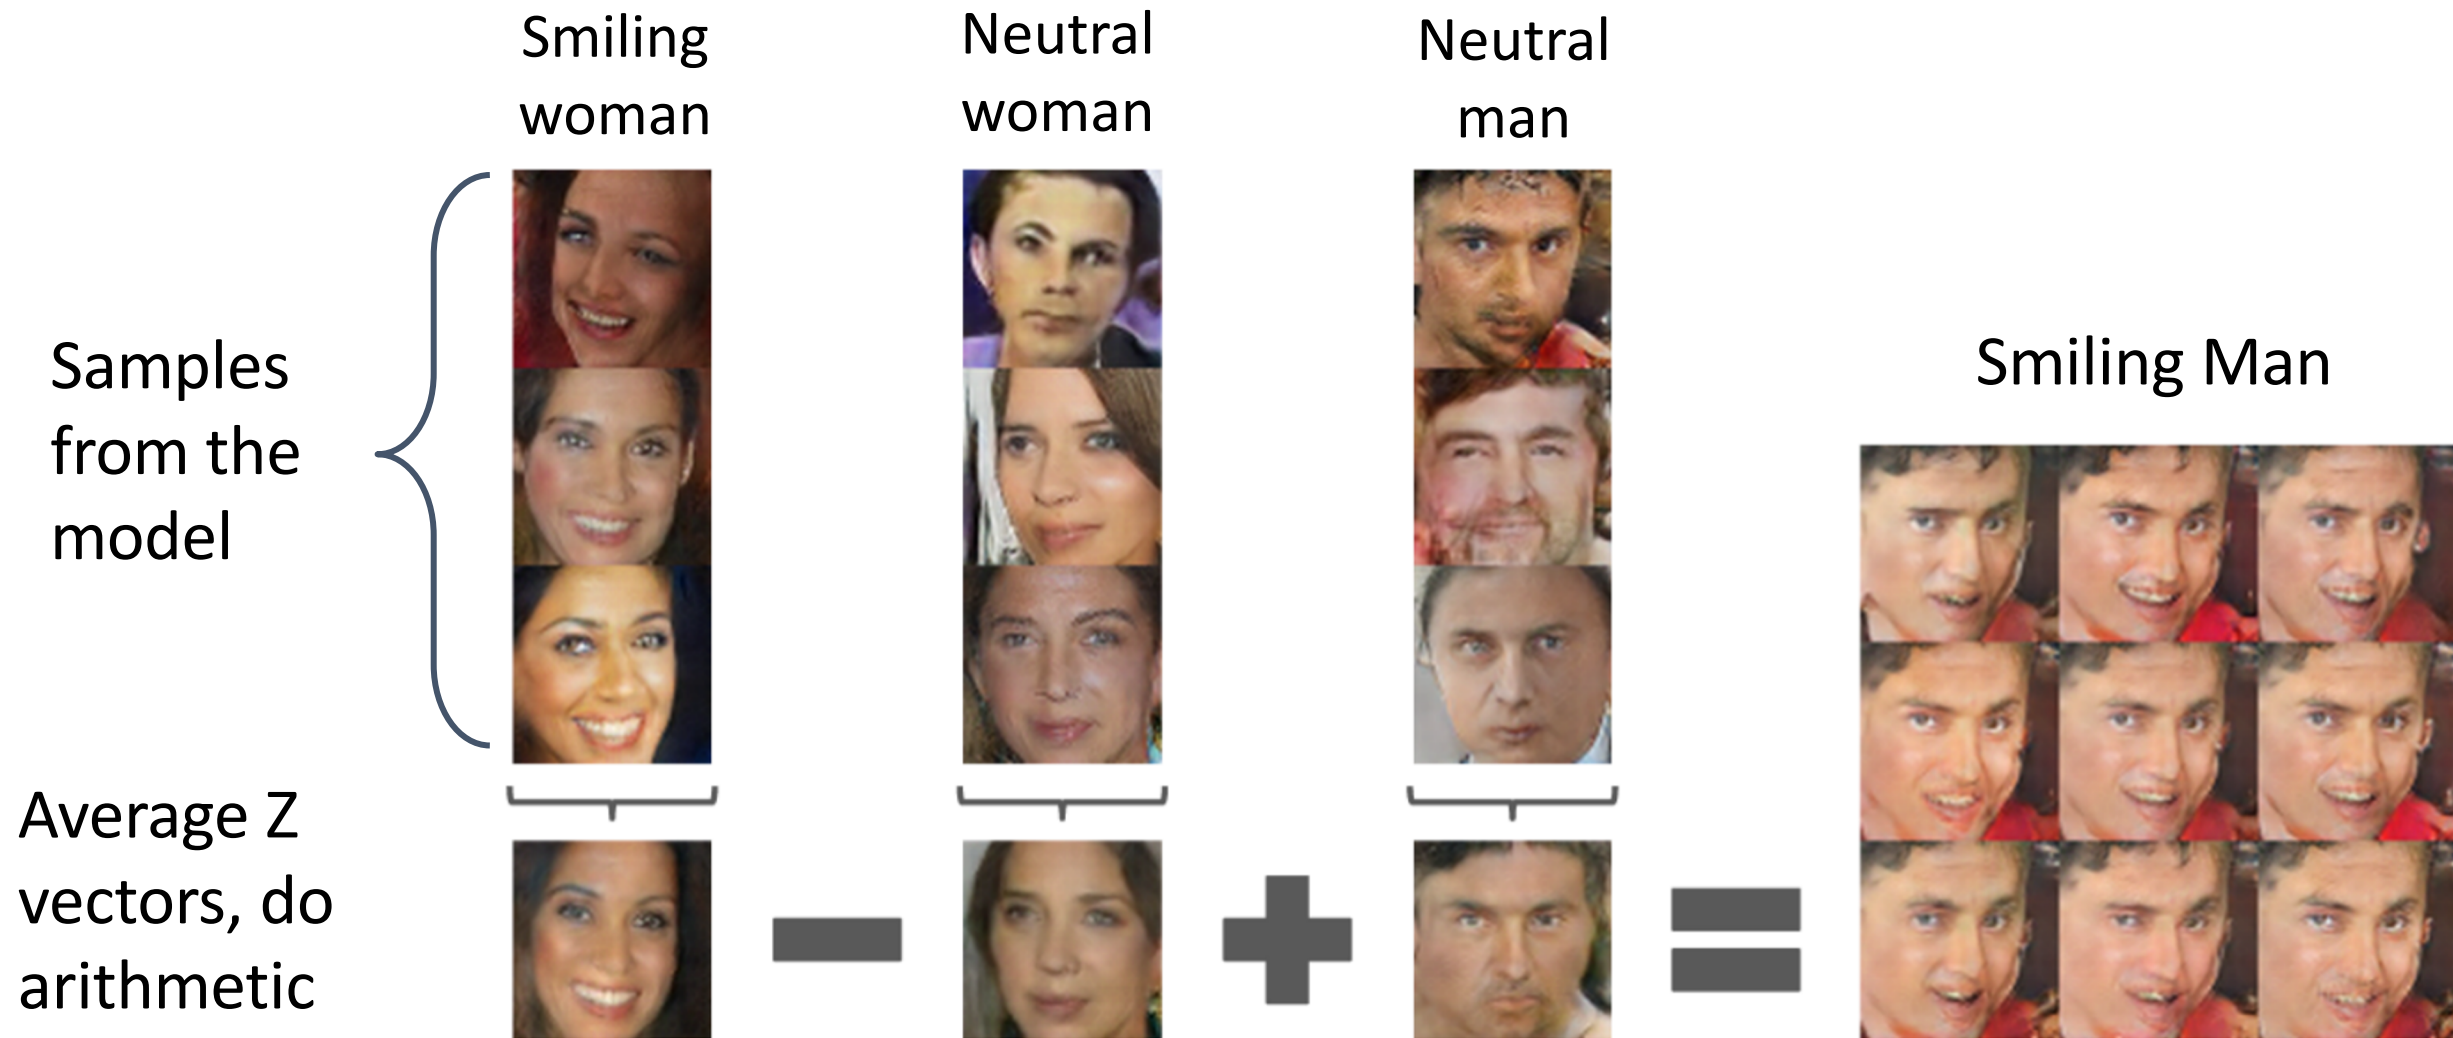 Smiling
woman
Neutral
woman
Neutral
man
Samples
from the
model
Smiling Man
Average Z
vectors, do
arithmetic